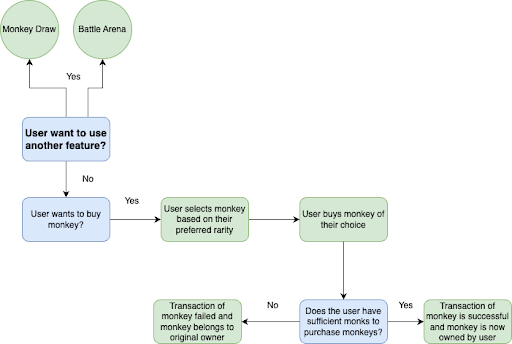 Monkey Draw
Battle Arena
Yes
User want to use
another feature?
No
User wants to buy
monkey?
Yes
User selects monkey
based on their
preferred rarity
User buys monkey of
their choice
Transaction of
monkey failed and
monkey belongs to
original owner
No
Does the user have
sufficient monks to
purchase monkeys?
Yes
Transaction of
monkey is successful
and monkey is now
owned by user